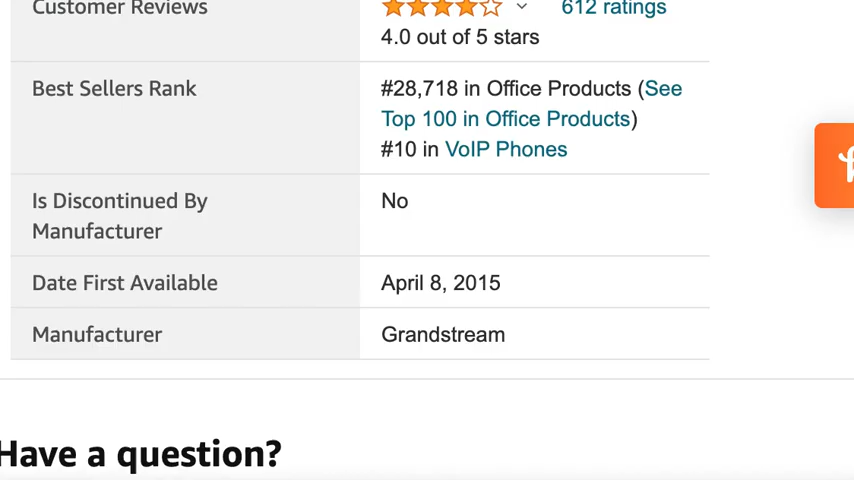 Customer Reviews
612 ratings
4.0 out of 5 stars
Best Sellers Rank
#28,718 in Office Products (See
Top 100 in Office Products)
#10 in VoIP Phones
Is Discontinued By
Manufacturer
No
Date First Available
April 8, 2015
Manufacturer
Grandstream
Have a question?